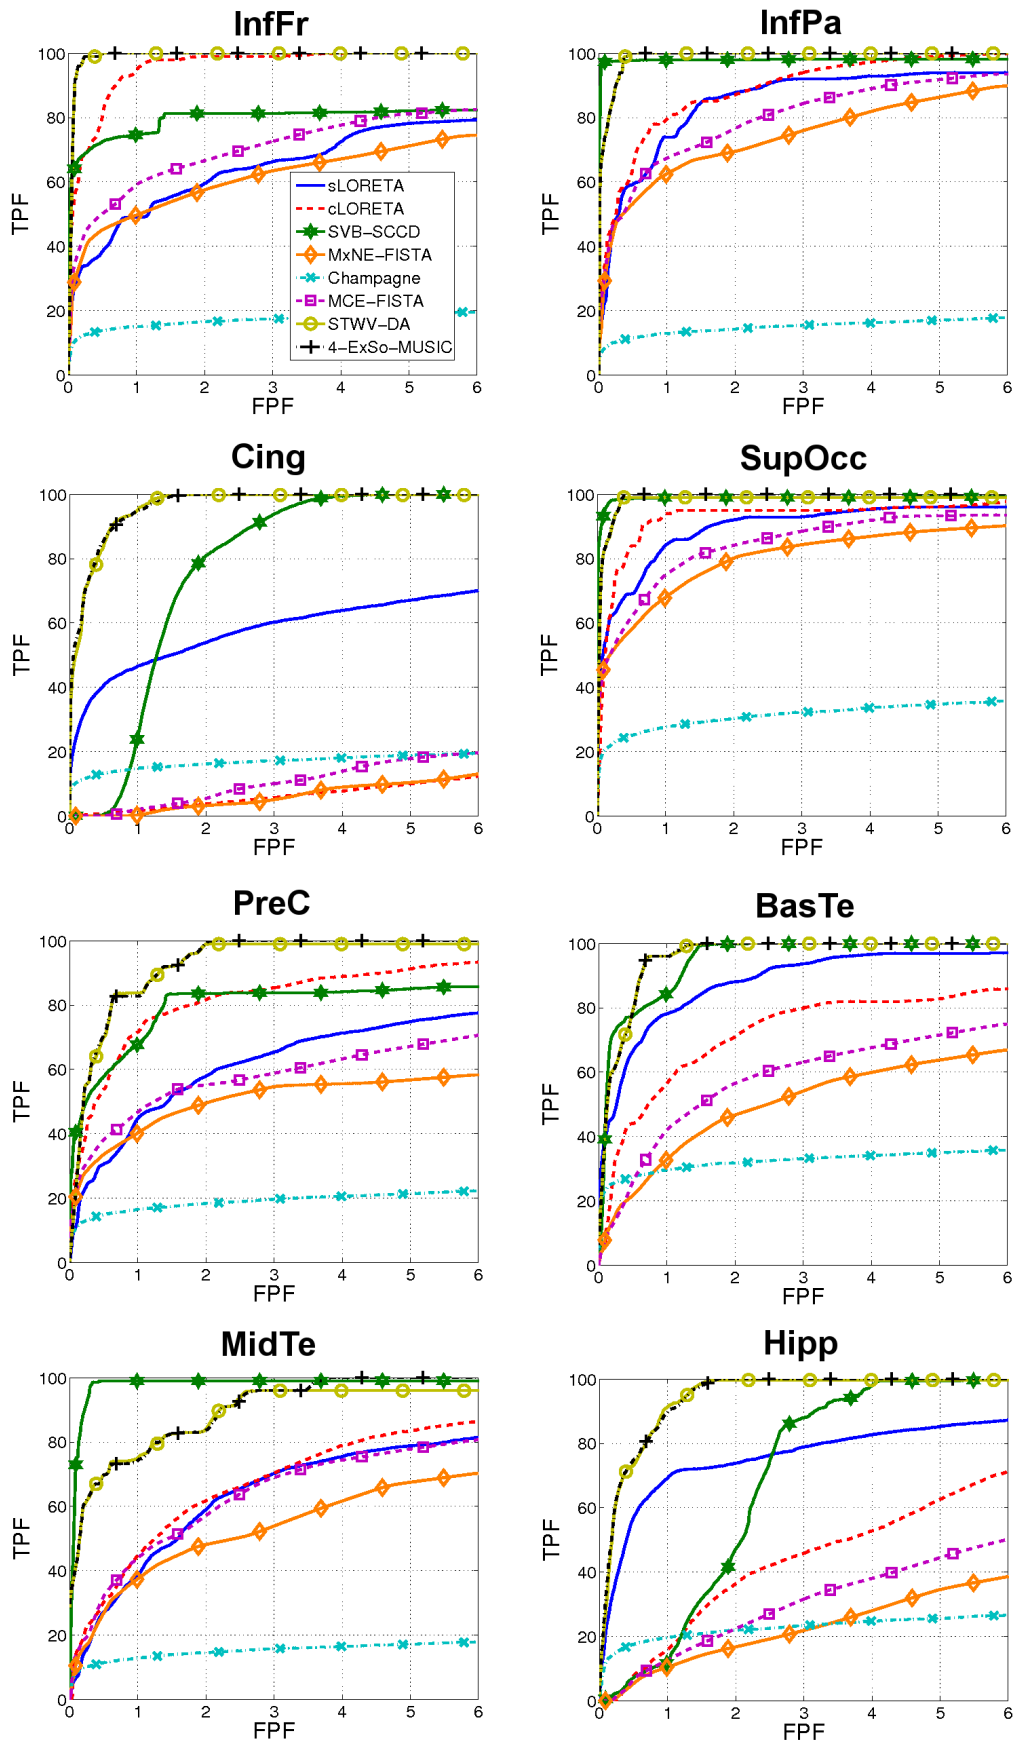 InfFr
InfPa
100
80
60
40
20
0
TPF
0 1 2 3 4 5 6
FPF
sLORETA
cLORETA
SVB-SCCD
MxNE-FISTA
Champagne
MCE-FISTA
STWV-DA
4-ExSo-MUSIC
100
80
60
40
20
0
TPF
0 1 2 3 4 5 6
FPF
Cing
SupOcc
100
80
60
40
20
0
TPF
0 1 2 3 4 5 6
FPF
100
80
60
40
20
0
TPF
0 1 2 3 4 5 6
FPF
PreC
BasTe
100
80
60
40
20
0
TPF
0 1 2 3 4 5 6
FPF
100
80
60
40
20
0
TPF
0 1 2 3 4 5 6
FPF
MidTe
Hipp
100
80
60
40
20
0
TPF
0 1 2 3 4 5 6
FPF
100
80
60
40
20
0
TPF
0 1 2 3 4 5 6
FPF